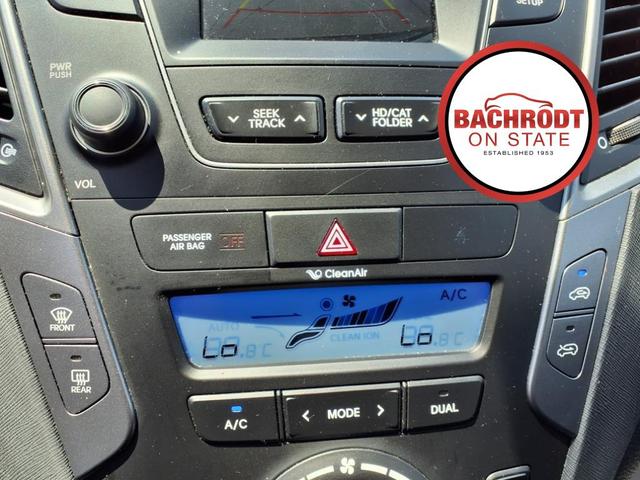 SETUP
PWR
PUSH
VOL
SEEK
TRACK
HD/CAT
FOLDER
BACHRODT
ON STATE
ESTABLISHED 1953
PASSENGER
AIR BAG OFF
CleanAir
FRONT
REAR
A/C
AUTO
CLEAN ION
Lo
Lo
A/C
MODE
DUAL